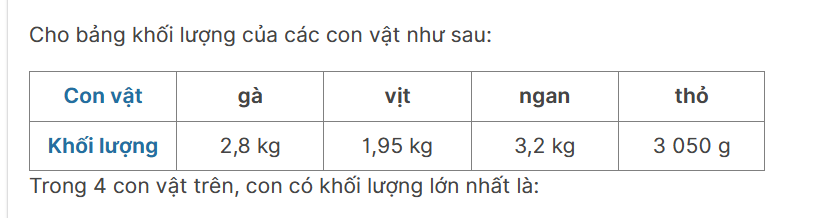 Cho bảng khối lượng của các con vật như sau:
Con vật gà vịt ngan thỏ
Khối lượng 2,8 kg 1,95 kg 3,2 kg 3 050 g
Trong 4 con vật trên, con có khối lượng lớn nhất là: